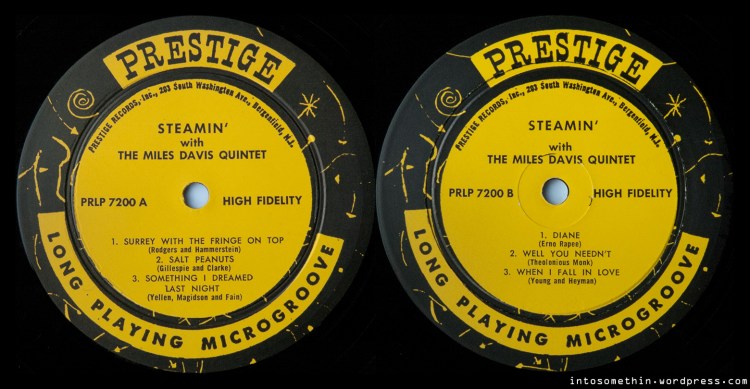 PRESTIGE
PRESTIGE RECORDS, Inc., 203 South Washington Ave., Bergenfield, N.J.
STEAMIN'
with
THE MILES DAVIS QUINTET
PRLP 7200 A
HIGH FIDELITY
1. SURREY WITH THE FRINGE ON TOP
(Rodgers and Hammerstein)
2. SALT PEANUTS
(Gillespie and Clarke)
3. SOMETHING I DREAMED
LAST NIGHT
(Yellen, Magidson and Fain)
LONG PLAYING MICROGROOVE
PRESTIGE
PRESTIGE RECORDS, Inc., 203 South Washington Ave., Bergenfield, N.J.
STEAMIN'
with
THE MILES DAVIS QUINTET
PRLP 7200 B
HIGH FIDELITY
1. DIANE
(Erno Rapee)
2. WELL YOU NEEDN'T
(Thelonious Monk)
3. WHEN I FALL IN LOVE
(Young and Heyman)
LONG PLAYING MICROGROOVE
intosomethin.wordpress.com